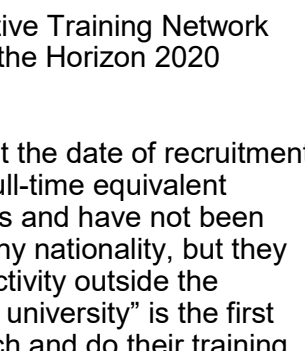 tive Training Network
the Horizon 2020
t the date of recruitment
ull-time equivalent
s and have not been
ny nationality, but they
ctivity outside the
university” is the first
ch and do their training